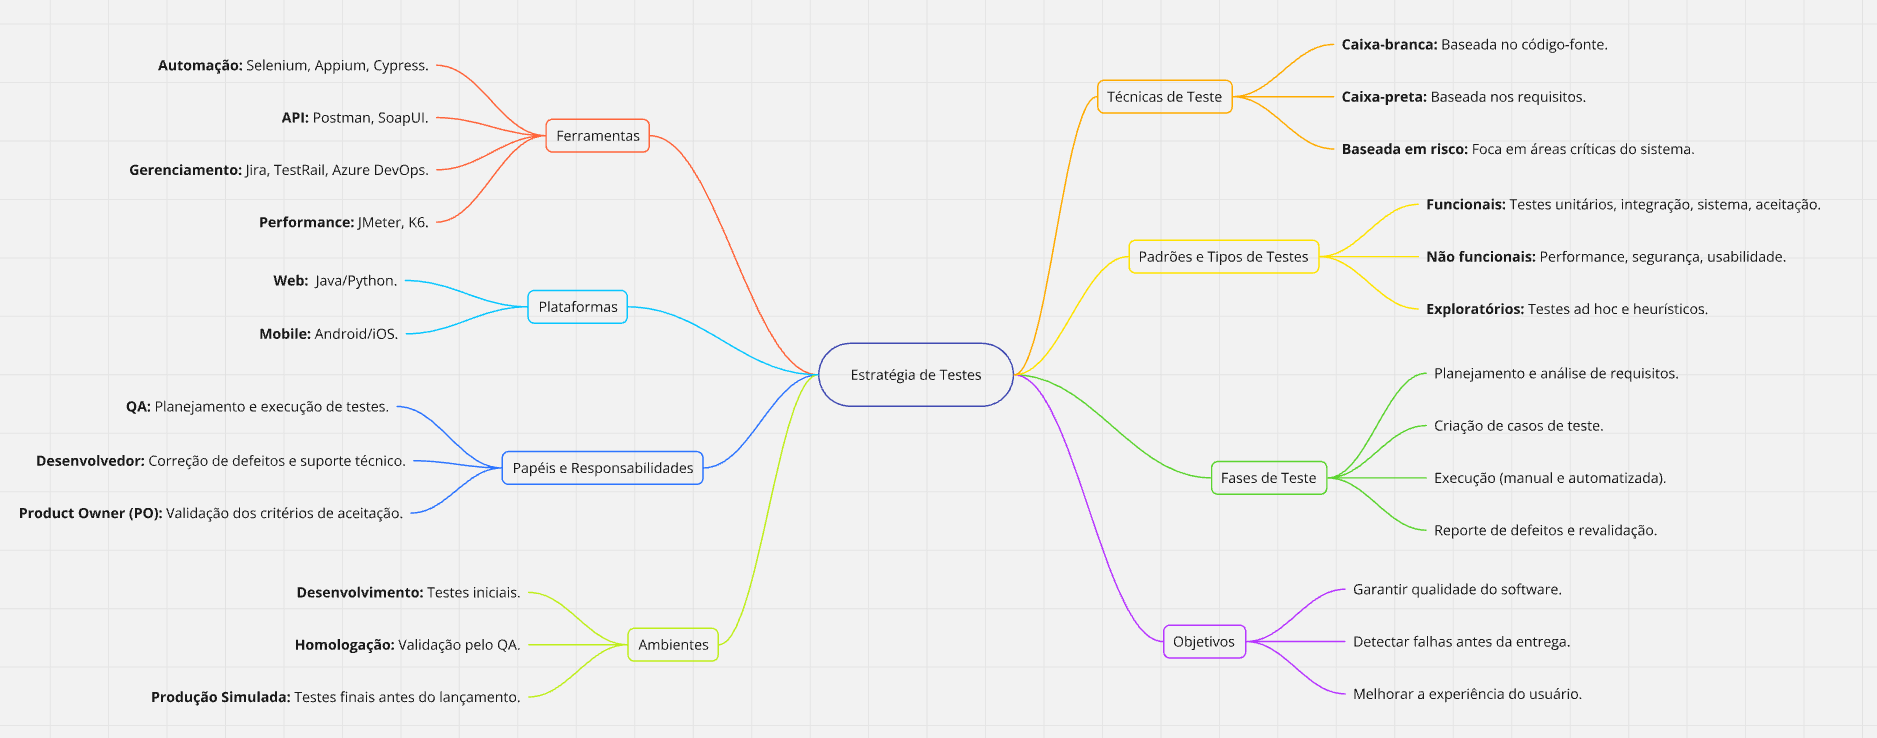 Estratégia de Testes
Ferramentas
Automação: Selenium, Appium, Cypress.
API: Postman, SoapUI.
Gerenciamento: Jira, TestRail, Azure DevOps.
Performance: JMeter, K6.
Plataformas
Web:  Java/Python.
Mobile: Android/iOS.
Papéis e Responsabilidades
QA: Planejamento e execução de testes.
Desenvolvedor: Correção de defeitos e suporte técnico.
Product Owner (PO): Validação dos critérios de aceitação.
Ambientes
Desenvolvimento: Testes iniciais.
Homologação: Validação pelo QA.
Produção Simulada: Testes finais antes do lançamento.
Técnicas de Teste
Caixa-branca: Baseada no código-fonte.
Caixa-preta: Baseada nos requisitos.
Baseada em risco: Foca em áreas críticas do sistema.
Padrões e Tipos de Testes
Funcionais: Testes unitários, integração, sistema, aceitação.
Não funcionais: Performance, segurança, usabilidade.
Exploratórios: Testes ad hoc e heurísticos.
Fases de Teste
Planejamento e análise de requisitos.
Criação de casos de teste.
Execução (manual e automatizada).
Reporte de defeitos e revalidação.
Objetivos
Garantir qualidade do software.
Detectar falhas antes da entrega.
Melhorar a experiência do usuário.